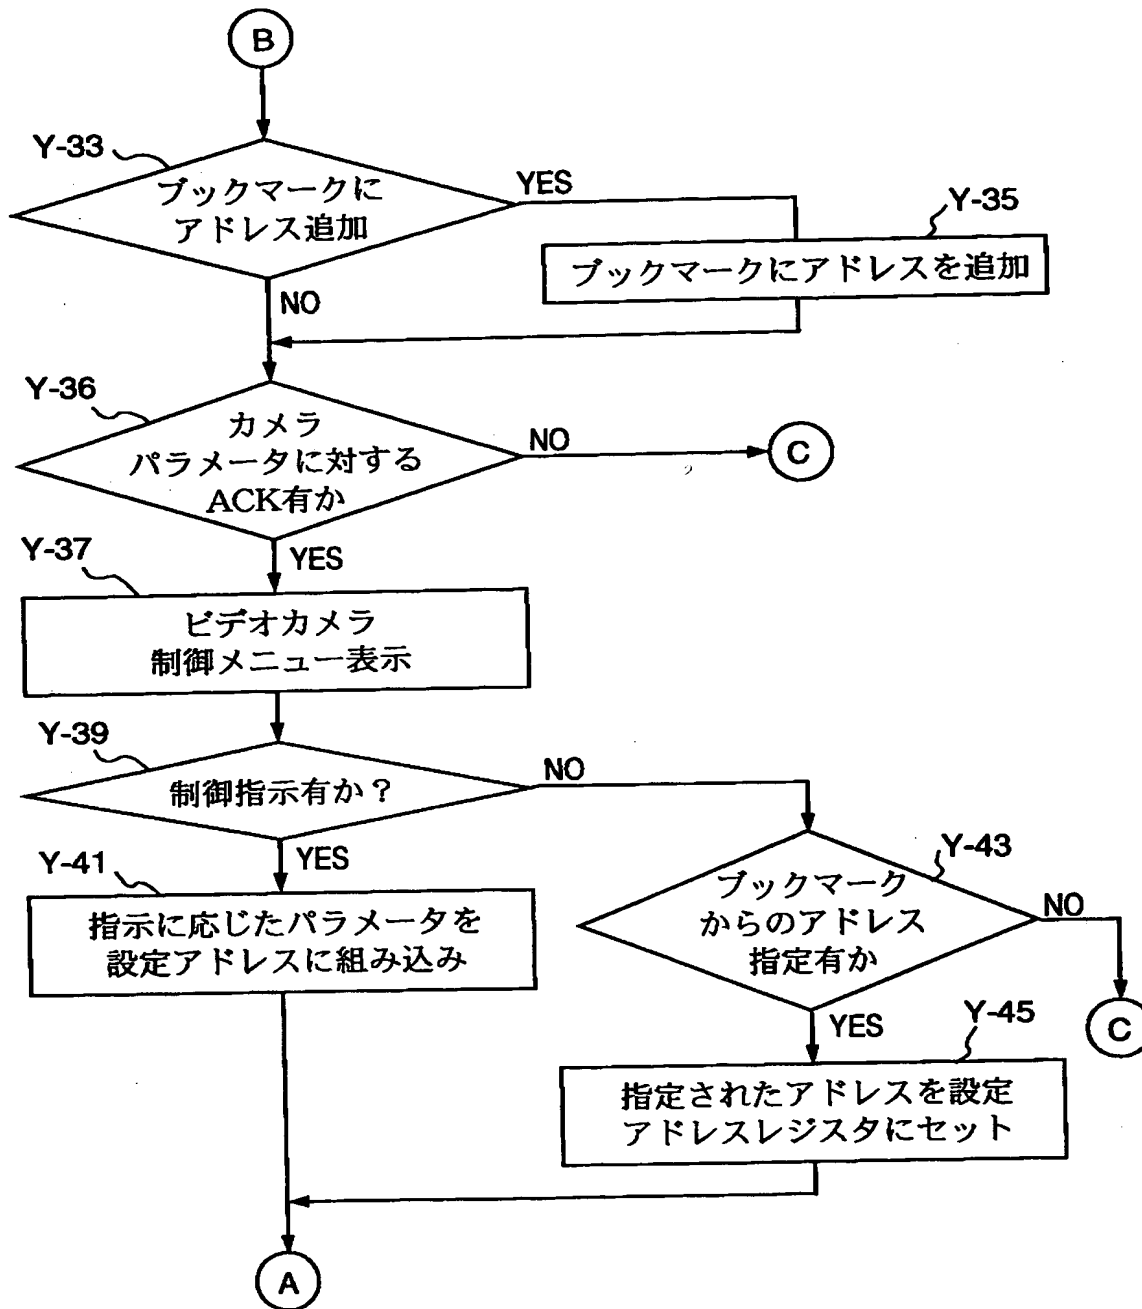 B
Y-33
ブックマークに
アドレス追加
YES
Y-35
ブックマークにアドレスを追加
NO
Y-36
カメラ
パラメータに対する
ACK有か
NO
C
YES
Y-37
ビデオカメラ
制御メニュー表示
Y-39
制御指示有か？
NO
YES
Y-41
指示に応じたパラメータを
設定アドレスに組み込み
Y-43
ブックマーク
からのアドレス
指定有か
NO
C
YES
Y-45
指定されたアドレスを設定
アドレスレジスタにセット
A